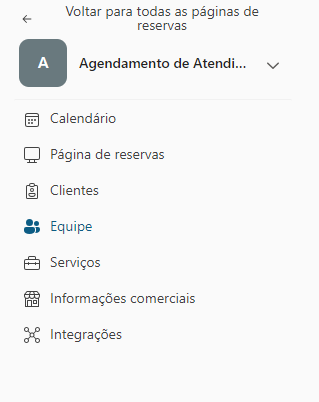 Voltar para todas as páginas de
reservas
A
Agendamento de Atendi...
Calendário
Página de reservas
Clientes
Equipe
Serviços
Informações comerciais
Integrações